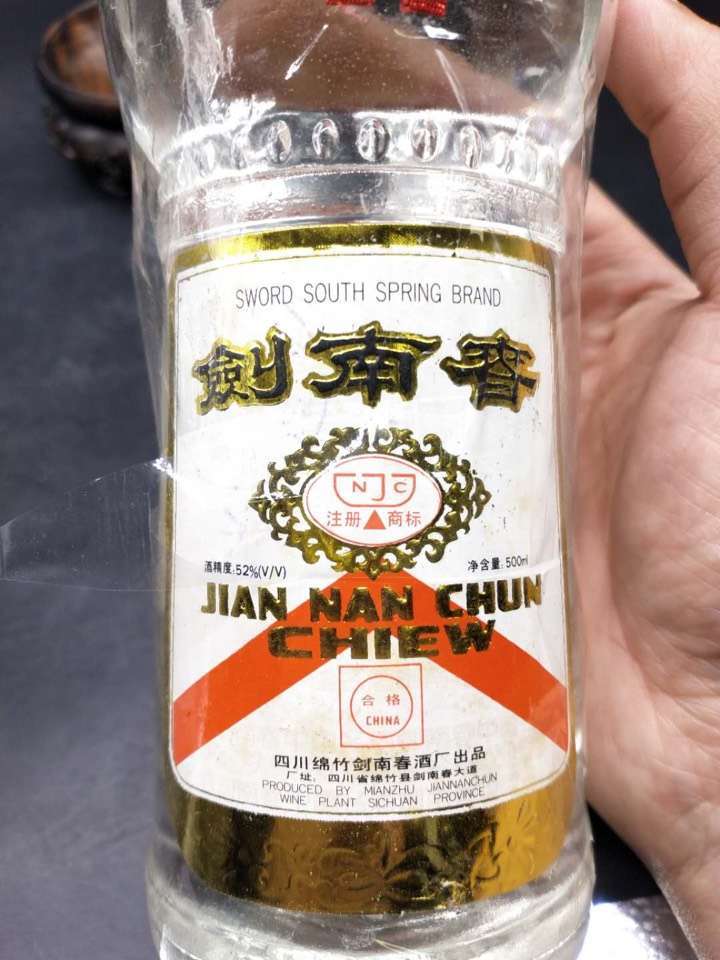 SWORD SOUTH SPRING BRAND
劍南春
NJC
注册 商标
酒精度:52%(V/V)
净含量:500ml
JIAN NAN CHUN
CHIEW
合格
CHINA
四川绵竹剑南春酒厂出品
厂址:四川省绵竹县剑南春大道
PRODUCED BY MIANZHU JIANNANCHUN
WINE PLANT SICHUAN PROVINCE